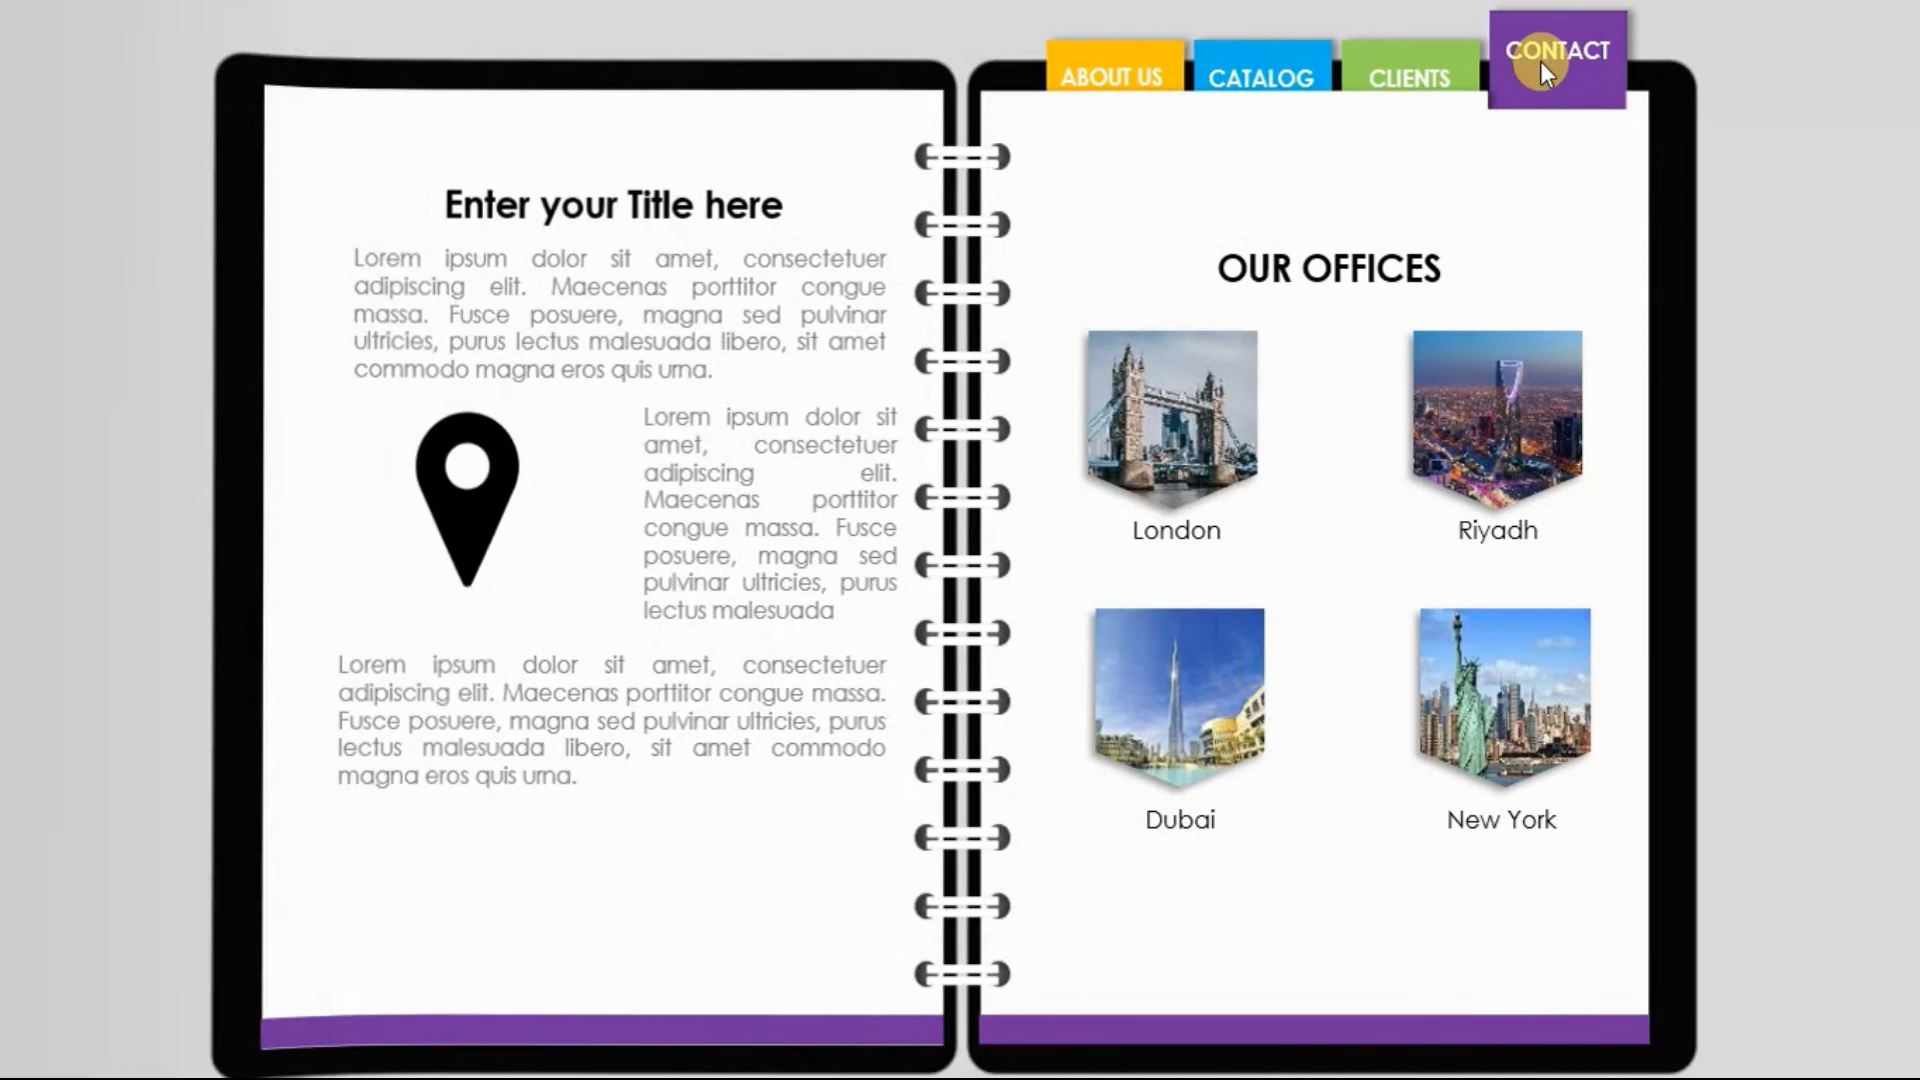 ABOUT US
CATALOG
CLIENTS
CONTACT
Enter your Title here
Lorem ipsum dolor sit amet, consectetuer
adipiscing elit. Maecenas porttitor congue
massa. Fusce posuere, magna sed pulvinar
ultricies, purus lectus malesuada libero, sit amet
commodo magna eros quis urna.
Lorem ipsum dolor sit
amet, consectetuer
adipiscing elit.
Maecenas porttitor
congue massa. Fusce
posuere, magna sed
pulvinar ultricies, purus
lectus malesuada
Lorem ipsum dolor sit amet, consectetuer
adipiscing elit. Maecenas porttitor congue massa.
Fusce posuere, magna sed pulvinar ultricies, purus
lectus malesuada libero, sit amet commodo
magna eros quis urna.
OUR OFFICES
London
Riyadh
Dubai
New York